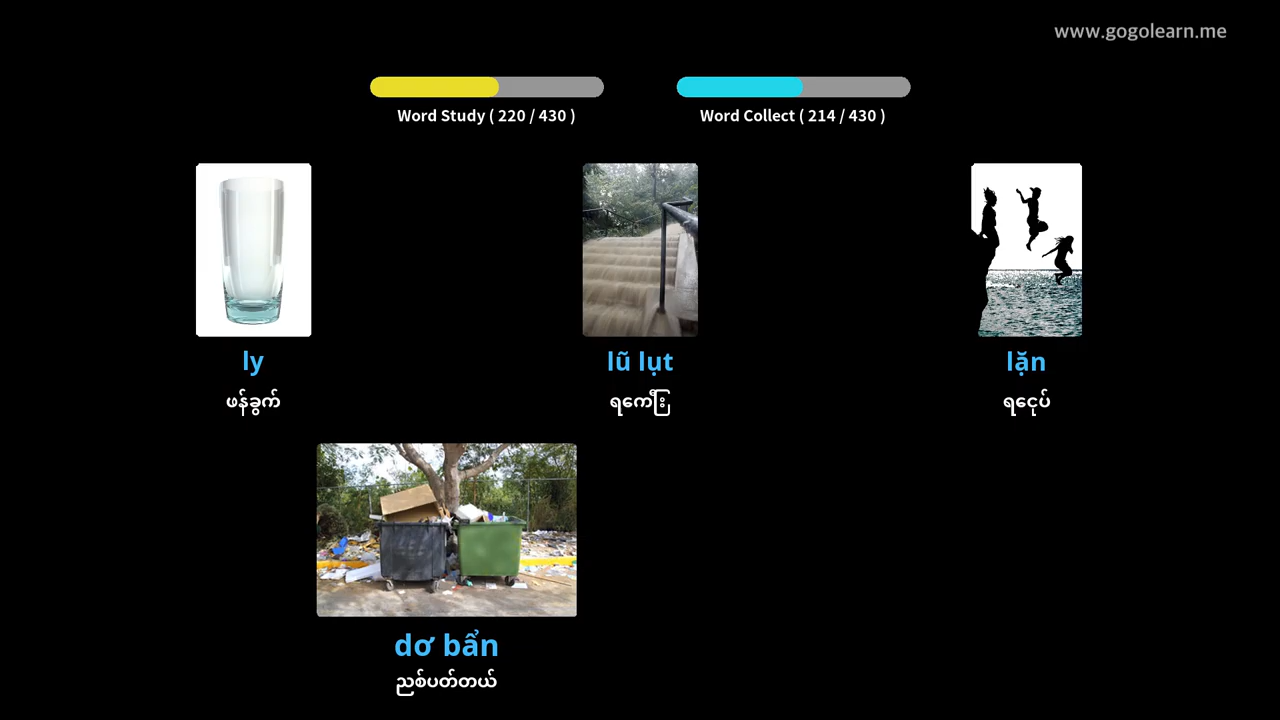 www.gogolearn.me
Word Study ( 220 / 430 )
Word Collect ( 214 / 430 )
ly
lũ lụt
lặn
ဖန်ခွက်
ရေကြီး
ရေငုပ်
dơ bẩn
ညစ်ပတ်တယ်